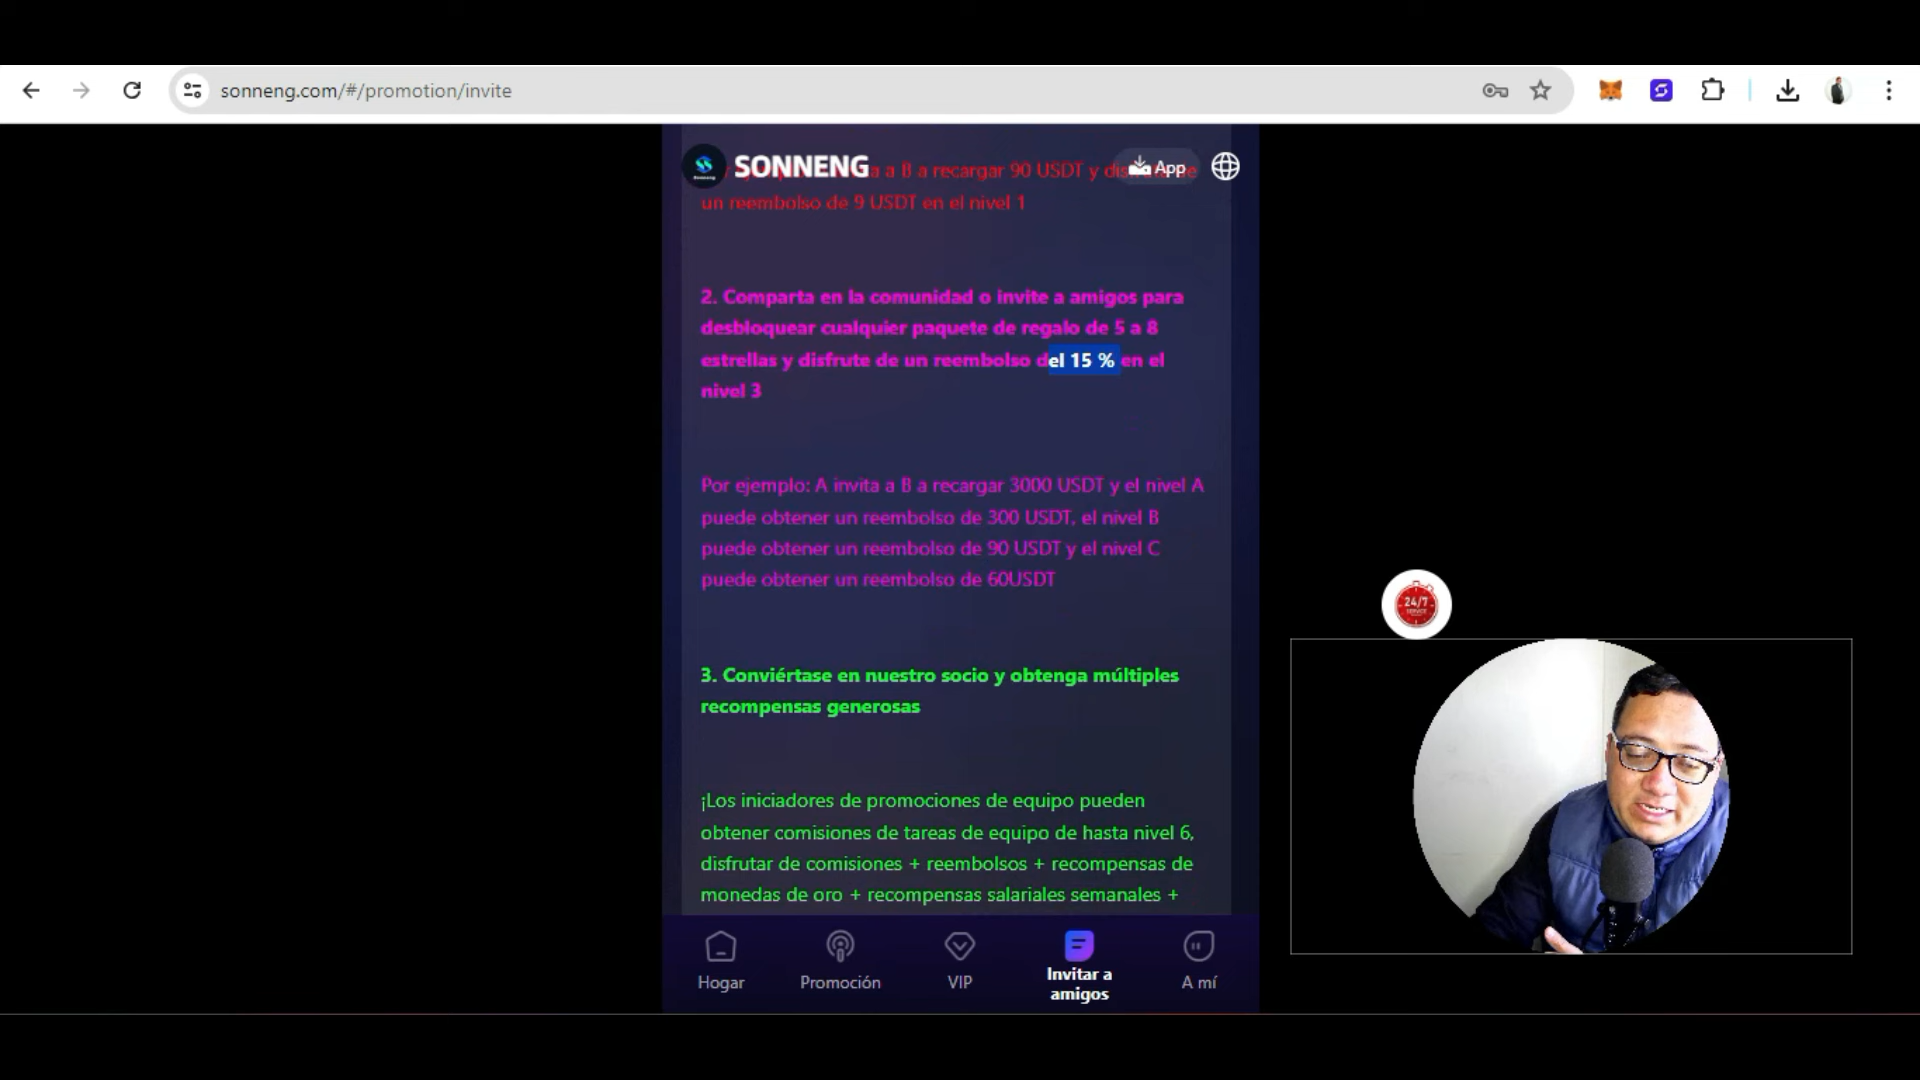 sonneng.com/#/promotion/invite
SONNENG
App
a a B a recargar 90 USDT y
un reembolso de 9 USDT en el nivel 1
2. Comparta en la comunidad o invite a amigos para
desbloquear cualquier paquete de regalo de 5 a 8
estrellas y disfrute de un reembolso del 15 % en el
nivel 3
Por ejemplo: A invita a B a recargar 3000 USDT y el nivel A
puede obtener un reembolso de 300 USDT, el nivel B
puede obtener un reembolso de 90 USDT y el nivel C
puede obtener un reembolso de 60USDT
3. Conviértase en nuestro socio y obtenga múltiples
recompensas generosas
¡Los iniciadores de promociones de equipo pueden
obtener comisiones de tareas de equipo de hasta nivel 6,
disfrutar de comisiones + reembolsos + recompensas de
monedas de oro + recompensas salariales semanales +
Hogar
Promoción
VIP
Invitar a
amigos
A mí
24/7
SERVICE